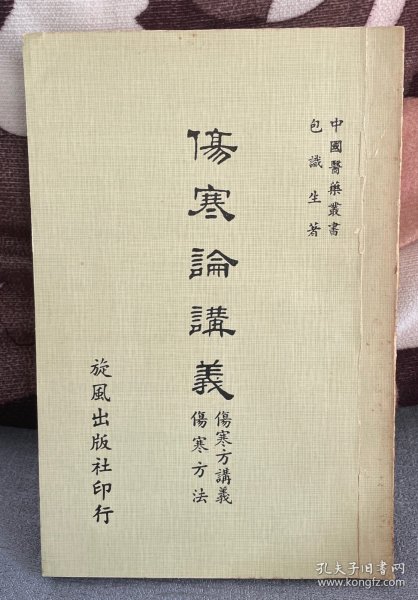 中國醫藥叢書
包識生著
傷寒論講義
傷寒方講義
傷寒方法
旋風出版社印行
孔夫子旧书网
www.kongfz.com